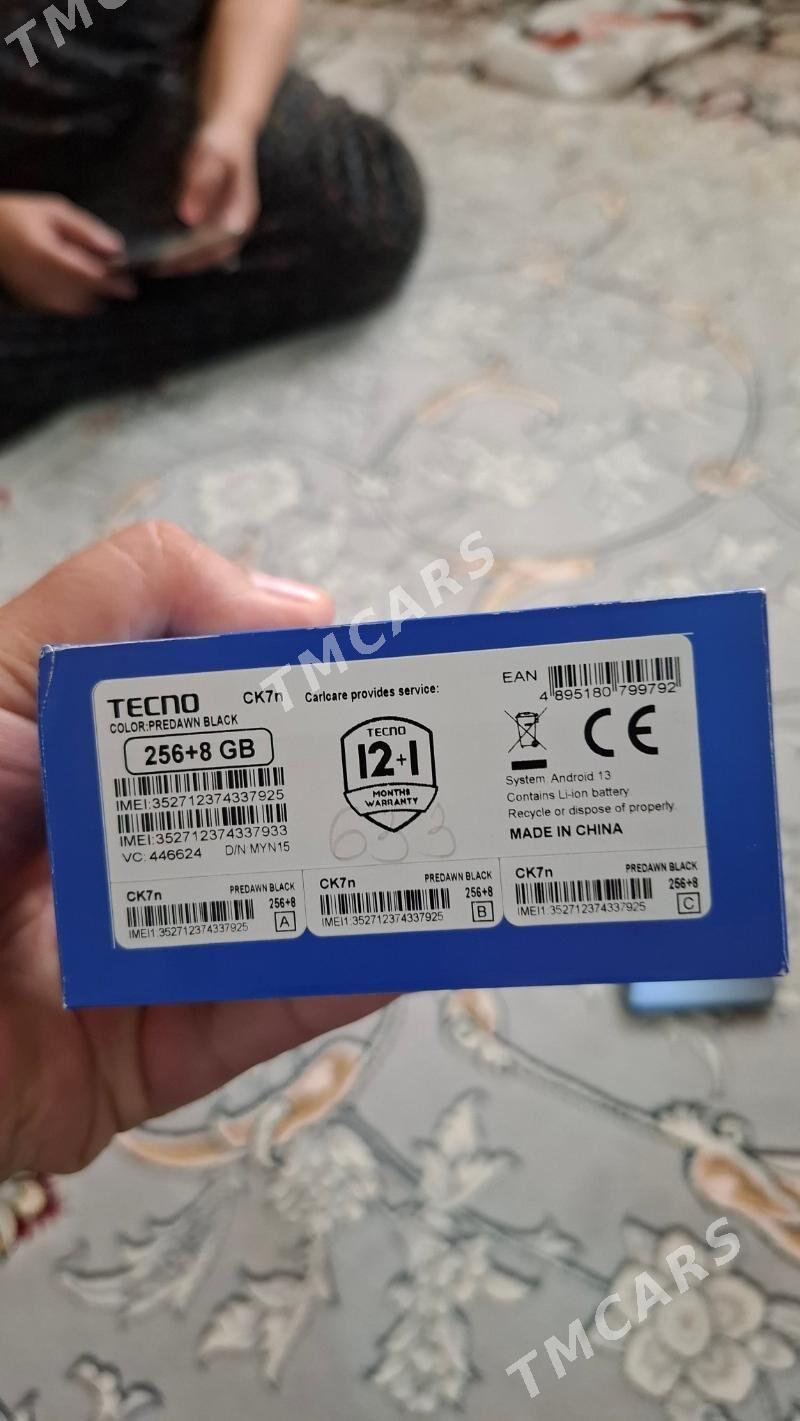 TMCARS
TECNO
CK7n
COLOR:PREDAWN BLACK
256+8 GB
IMEI:352712374337925
IMEI:352712374337933
VC: 446624 D/N MYN15
Carlcare provides service:
TECNO
12+1
MONTHS
WARRANTY
633
EAN
4 895180 799792
CE
System Android 13
Contains Li-ion battery
Recycle or dispose of properly.
MADE IN CHINA
CK7n PREDAWN BLACK
256+8
IMEI1:352712374337925 A
CK7n PREDAWN BLACK
256+8
IMEI1:352712374337925 B
CK7n PREDAWN BLACK
256+8
IMEI1:352712374337925 C
TMCARS